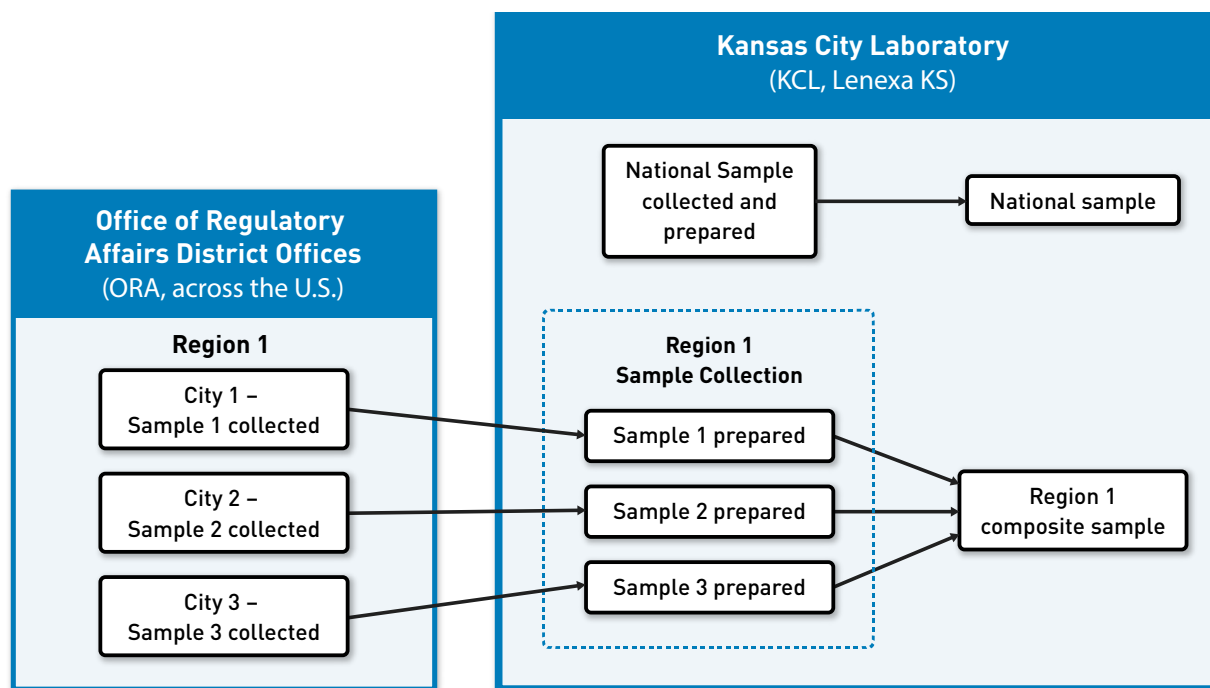 Office of Regulatory
Affairs District Offices
(ORA, across the U.S.)
Region 1
City 1 –
Sample 1 collected
City 2 –
Sample 2 collected
City 3 –
Sample 3 collected
Kansas City Laboratory
(KCL, Lenexa KS)
National Sample
collected and
prepared
National sample
Region 1
Sample Collection
Sample 1 prepared
Sample 2 prepared
Sample 3 prepared
Region 1
composite sample